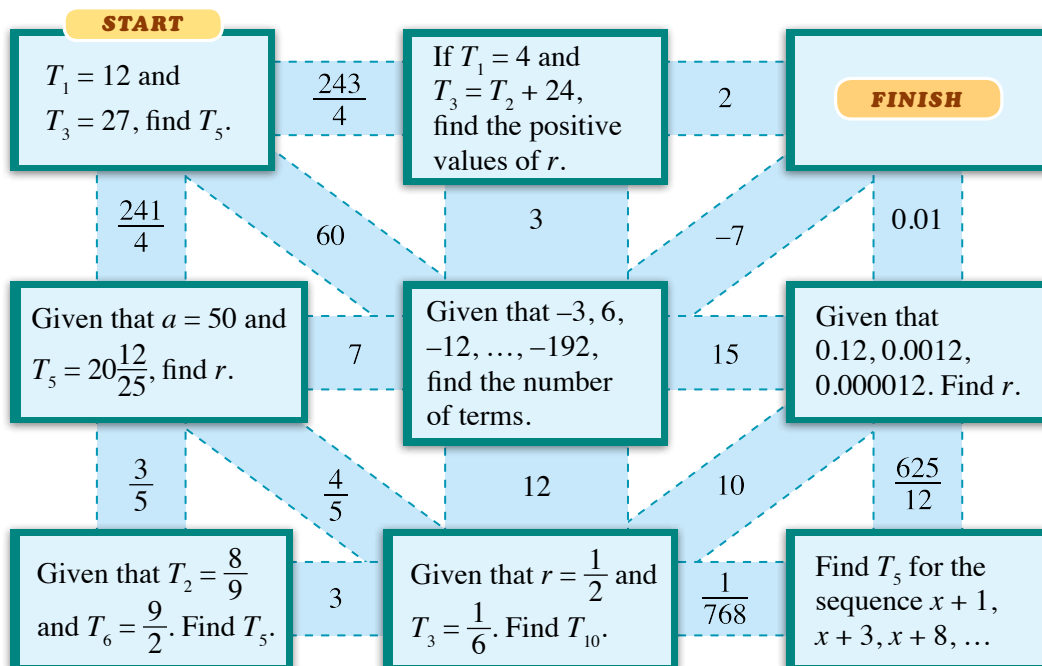 START
T₁ = 12 and
T₃ = 27, find T₅.
243/4
If T₁ = 4 and
T₃ = T₂ + 24,
find the positive
values of r.
2
FINISH
241/4
60
3
–7
0.01
Given that a = 50 and
T₅ = 20 12/25, find r.
7
Given that –3, 6,
–12, …, –192,
find the number
of terms.
15
Given that
0.12, 0.0012,
0.000012. Find r.
3/5
4/5
12
10
625/12
Given that T₂ = 8/9
and T₆ = 9/2. Find T₅.
3
Given that r = 1/2 and
T₃ = 1/6. Find T₁₀.
1/768
Find T₅ for the
sequence x + 1,
x + 3, x + 8, …